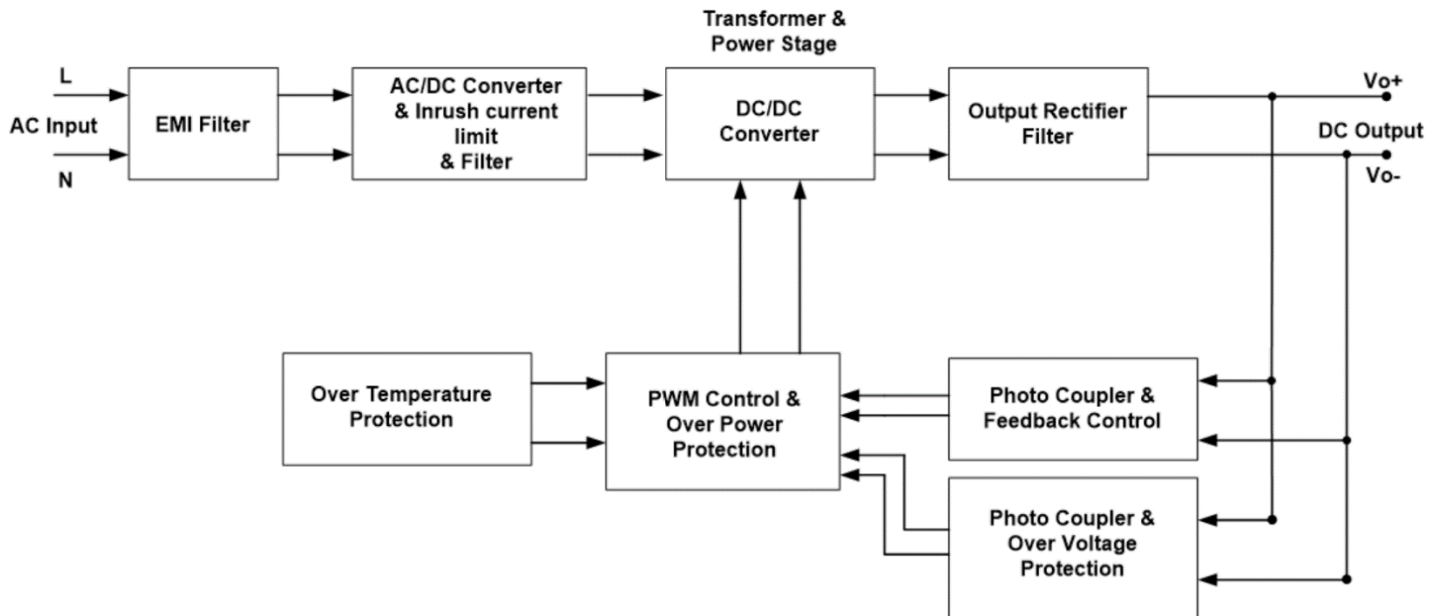 Transformer &
Power Stage
L
AC Input
N
EMI Filter
AC/DC Converter
& Inrush current
limit
& Filter
DC/DC
Converter
Output Rectifier
Filter
Vo+
DC Output
Vo-
Over Temperature
Protection
PWM Control &
Over Power
Protection
Photo Coupler &
Feedback Control
Photo Coupler &
Over Voltage
Protection